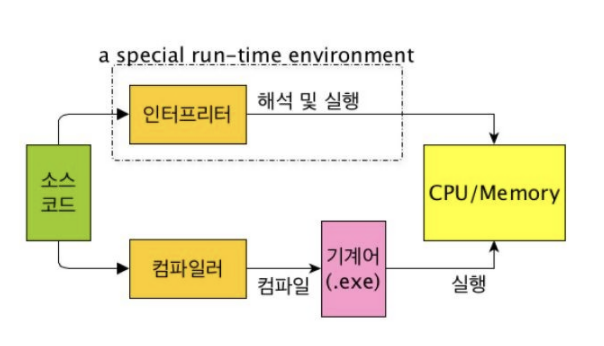 a special run-time environment
인터프리터
해석 및 실행
소스
코드
CPU/Memory
컴파일러
컴파일
기계어
(.exe)
실행